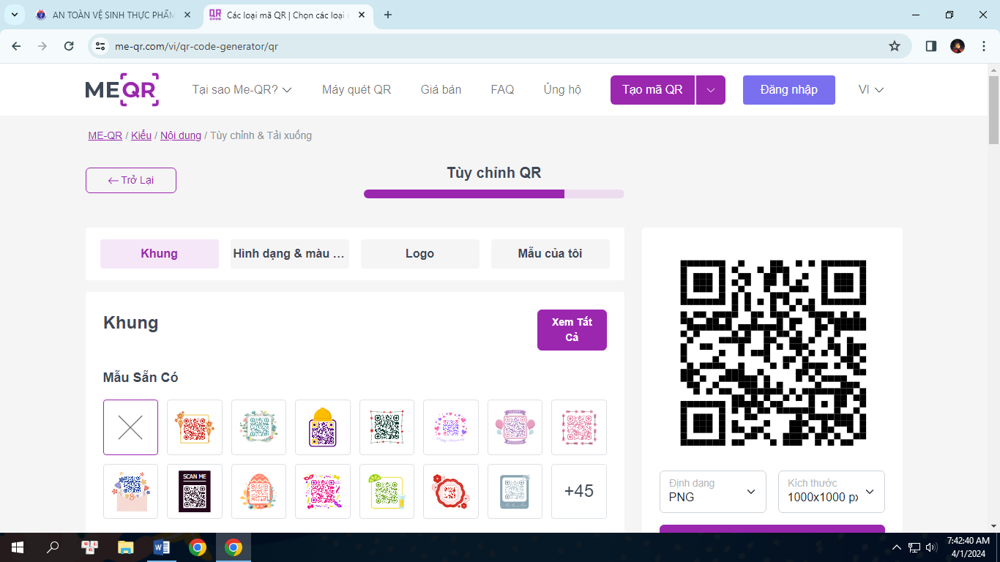 AN TOÀN VỆ SINH THỰC PHẨM
Các loại mã QR | Chọn các loại
me-qr.com/vi/qr-code-generator/qr
MEQR
Tại sao Me-QR?
Máy quét QR
Giá bán
FAQ
Ủng hộ
Tạo mã QR
Đăng nhập
VI
ME-QR / Kiểu / Nội dung / Tùy chỉnh & Tải xuống
Trở Lại
Tùy chỉnh QR
Khung
Hình dạng & màu ...
Logo
Mẫu của tôi
Khung
Xem Tất
Cả
Mẫu Sẵn Có
SCAN ME
+45
Định dạng
PNG
Kích thước
1000x1000 px
7:42:40 AM
4/1/2024